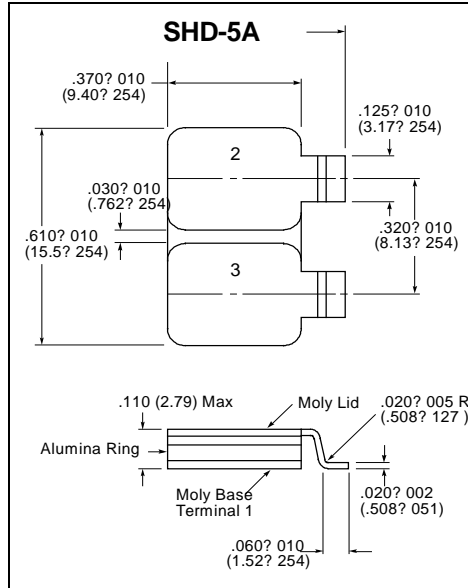 SHD-5A
.370? 010
(9.40? 254)
.125? 010
(3.17? 254)
2
.030? 010
(.762? 254)
.320? 010
(8.13? 254)
.610? 010
(15.5? 254)
3
.110 (2.79) Max
Moly Lid
.020? 005 R
(.508? 127 )
Alumina Ring
Moly Base
Terminal 1
.020? 002
(.508? 051)
.060? 010
(1.52? 254)